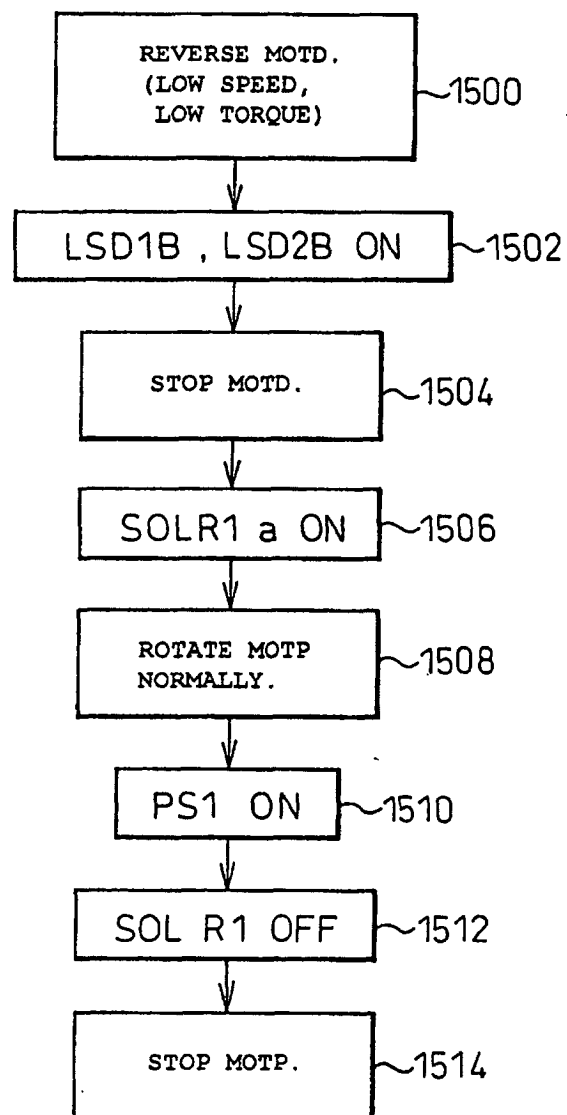 REVERSE MOTD.
(LOW SPEED,
LOW TORQUE)
1500
LSD1B , LSD2B ON
1502
STOP MOTD.
1504
SOLR1 a ON
1506
ROTATE MOTP
NORMALLY.
1508
PS1 ON
1510
SOL R1 OFF
1512
STOP MOTP.
1514